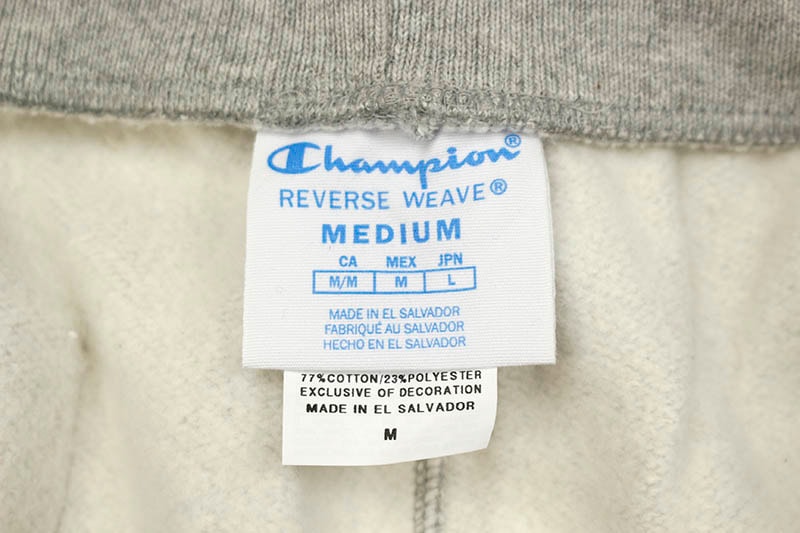 Champion®
REVERSE WEAVE®
MEDIUM
CA MEX JPN
M/M M L
MADE IN EL SALVADOR
FABRIQUÉ AU SALVADOR
HECHO EN EL SALVADOR
77%COTTON/23%POLYESTER
EXCLUSIVE OF DECORATION
MADE IN EL SALVADOR
M